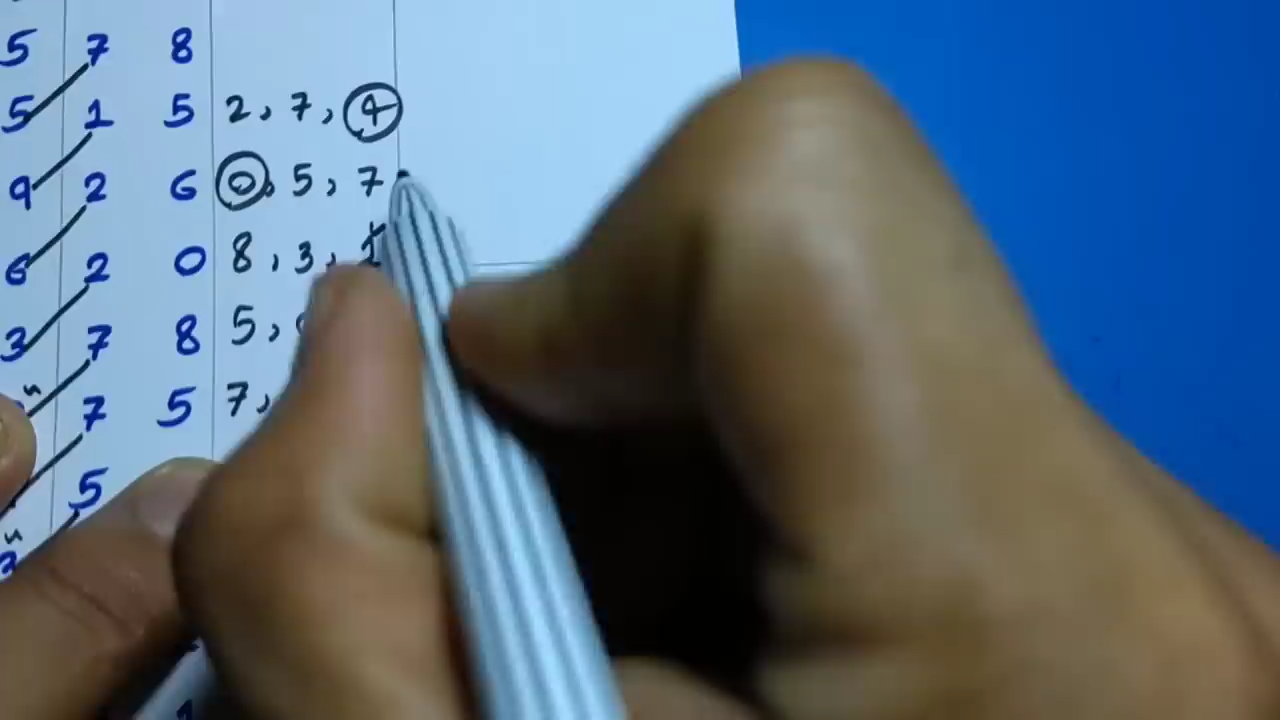 5 7 8
5 1 5 2, 7, 4
9 2 6 0, 5, 7
6 2 0 8, 3, 1
3 7 8 5,
7 5 7,
5